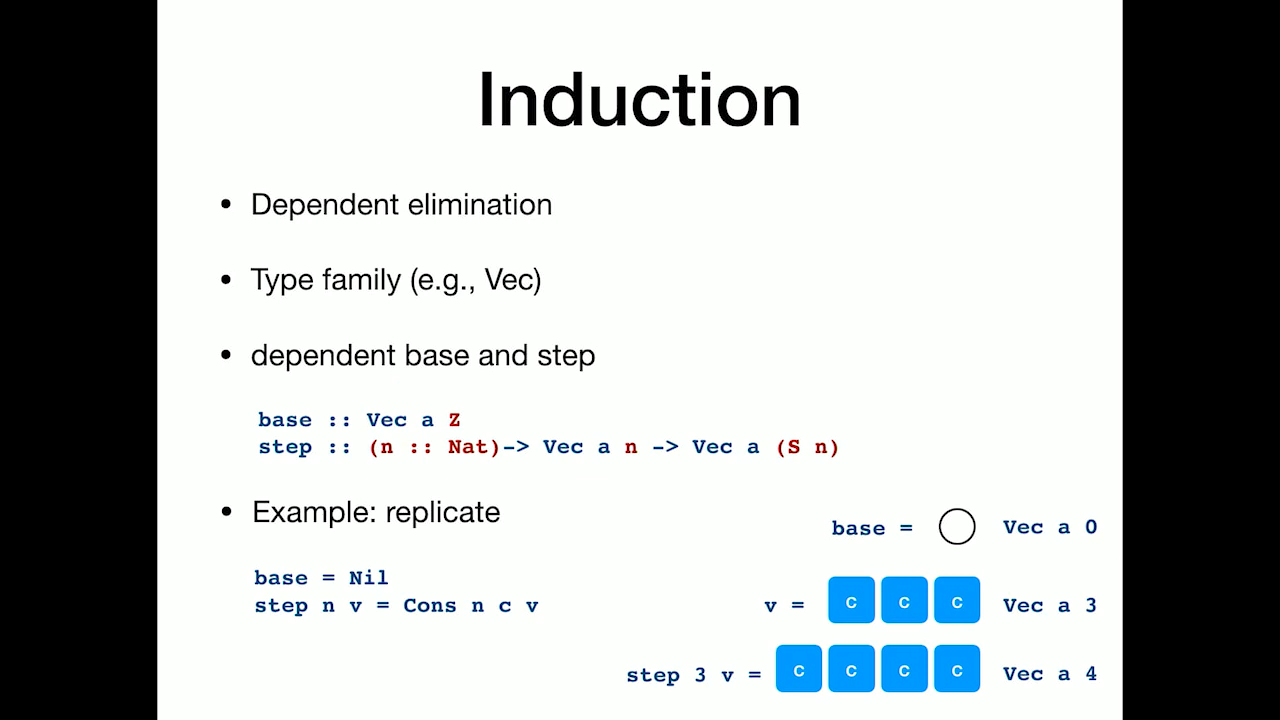 Induction
• Dependent elimination
• Type family (e.g., Vec)
• dependent base and step
base :: Vec a Z
step :: (n :: Nat)-> Vec a n -> Vec a (S n)
• Example: replicate
base = Nil
step n v = Cons n c v
base = Vec a 0
v = c c c Vec a 3
step 3 v = c c c c Vec a 4